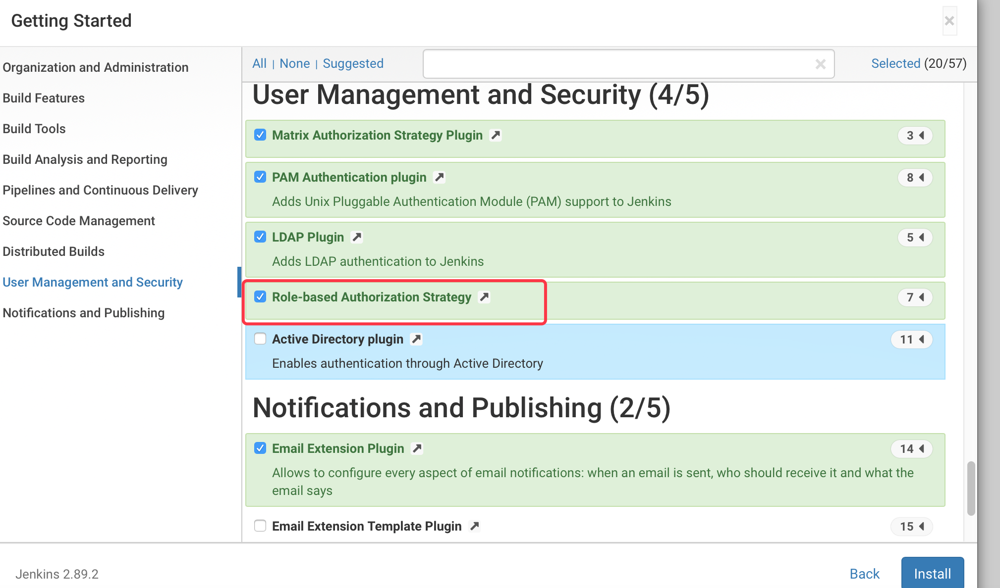 Getting Started
×
Organization and Administration
Build Features
Build Tools
Build Analysis and Reporting
Pipelines and Continuous Delivery
Source Code Management
Distributed Builds
User Management and Security
Notifications and Publishing
All | None | Suggested
×
Selected (20/57)
User Management and Security (4/5)
Matrix Authorization Strategy Plugin
3
PAM Authentication plugin
8
Adds Unix Pluggable Authentication Module (PAM) support to Jenkins
LDAP Plugin
5
Adds LDAP authentication to Jenkins
Role-based Authorization Strategy
7
Active Directory plugin
11
Enables authentication through Active Directory
Notifications and Publishing (2/5)
Email Extension Plugin
14
Allows to configure every aspect of email notifications: when an email is sent, who should receive it and what the
email says
Email Extension Template Plugin
15
Jenkins 2.89.2
Back
Install